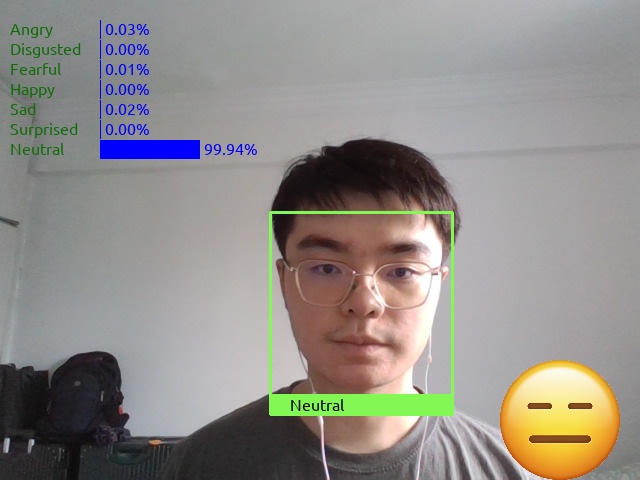 Angry 0.03%
Disgusted 0.00%
Fearful 0.01%
Happy 0.00%
Sad 0.02%
Surprised 0.00%
Neutral 99.94%
Neutral